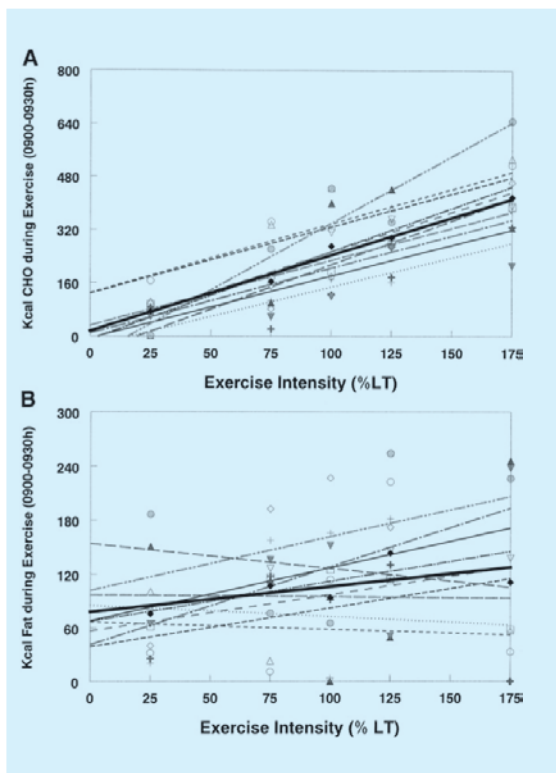 A
Kcal CHO during Exercise (0900-0930h)
800
640
480
320
160
0
0 25 50 75 100 125 150 175
Exercise Intensity (%LT)
B
Kcal Fat during Exercise (0900-0930h)
300
240
180
120
60
0
0 25 50 75 100 125 150 175
Exercise Intensity (% LT)